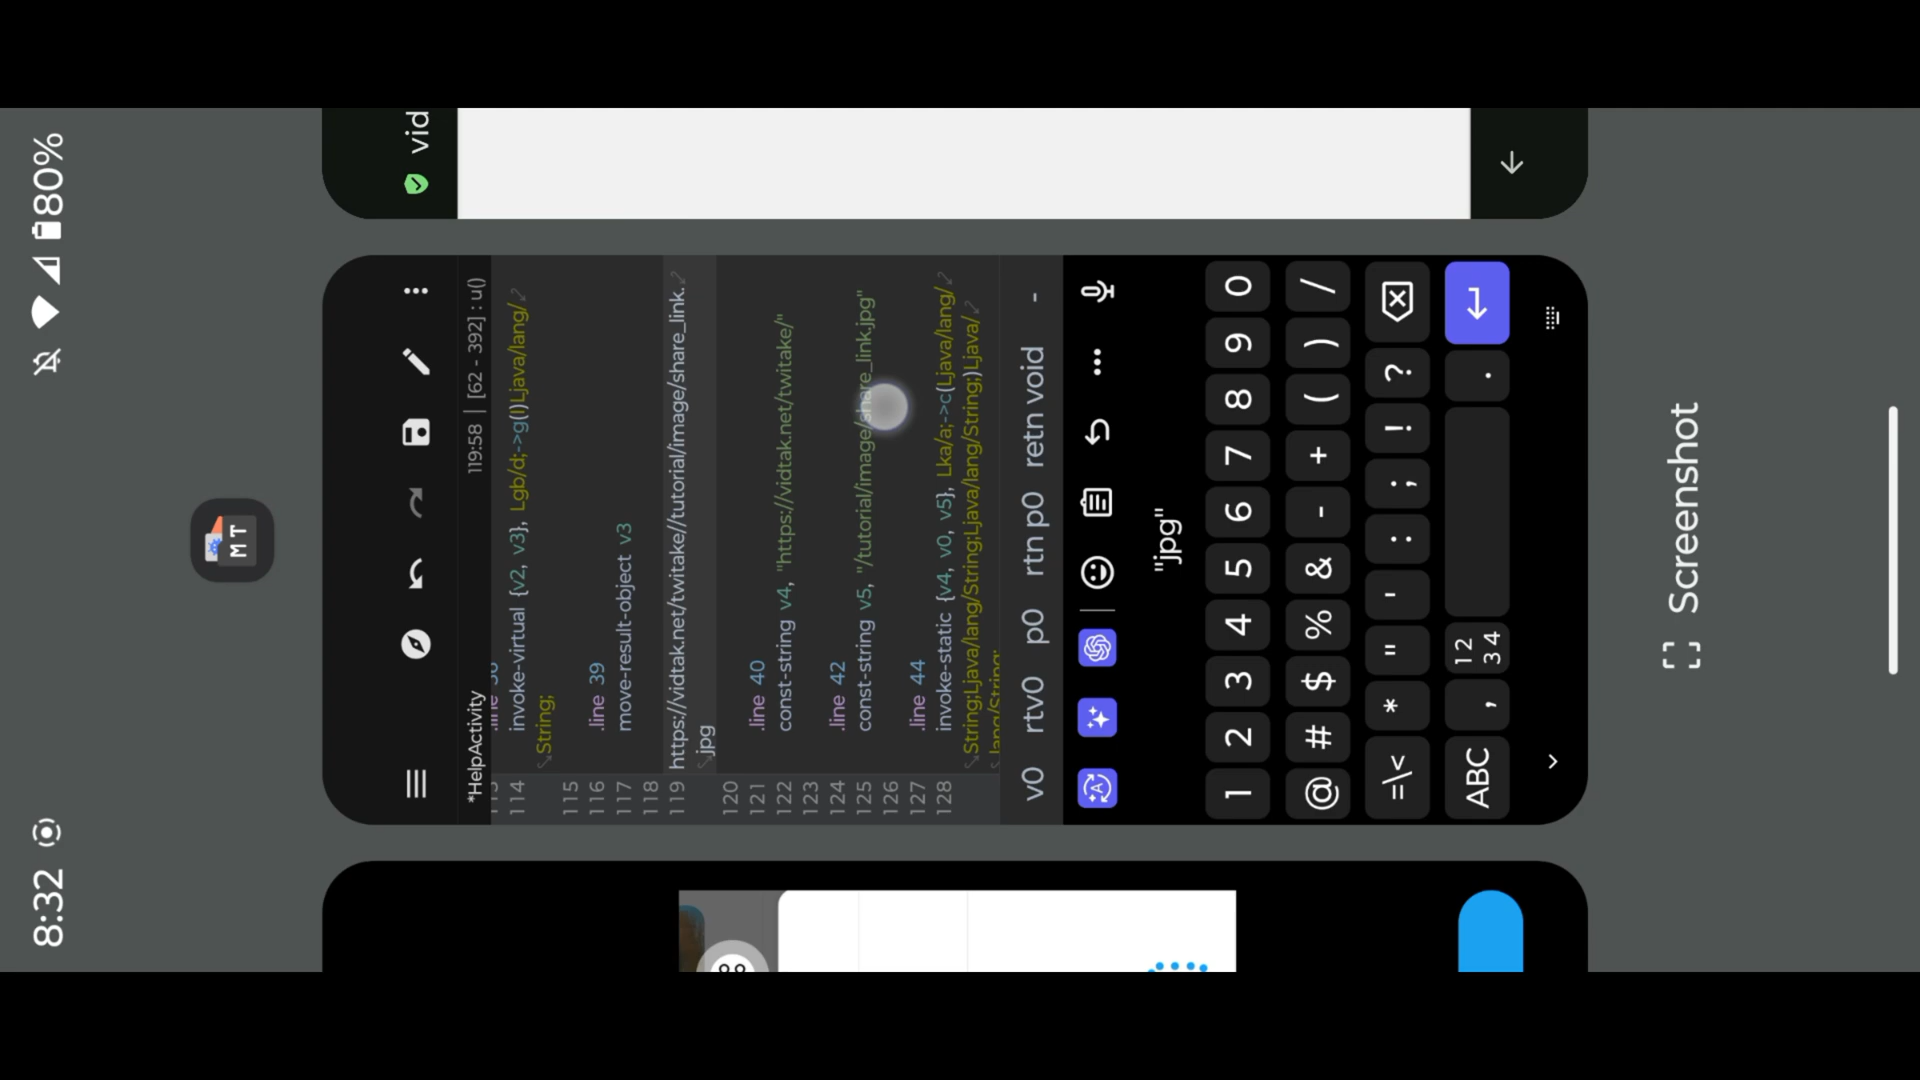 8:32
80%
MT
vid
*HelpActivity
119:58 | [62 - 392] : u()
114 invoke-virtual {v2, v3}, Lgb/d;->g(I)Ljava/lang/
String;
115
116 .line 39
117 move-result-object v3
118
119 https://vidtak.net/twitake//tutorial/image/share_link.
jpg
120
121 .line 40
122 const-string v4, "https://vidtak.net/twitake/"
123
124 .line 42
125 const-string v5, "/tutorial/image/share_link.jpg"
126
127 .line 44
128 invoke-static {v4, v0, v5}, Lka/a;->c(Ljava/lang/
String;Ljava/lang/String;Ljava/lang/String;)Ljava/
lang/String;
v0 rtv0 p0 rtn p0 retn void -
"jpg"
1 2 3 4 5 6 7 8 9 0
@ # $ % & - + ( ) /
=\< * " ' : ; ! ?
ABC , 12 34 .
Screenshot